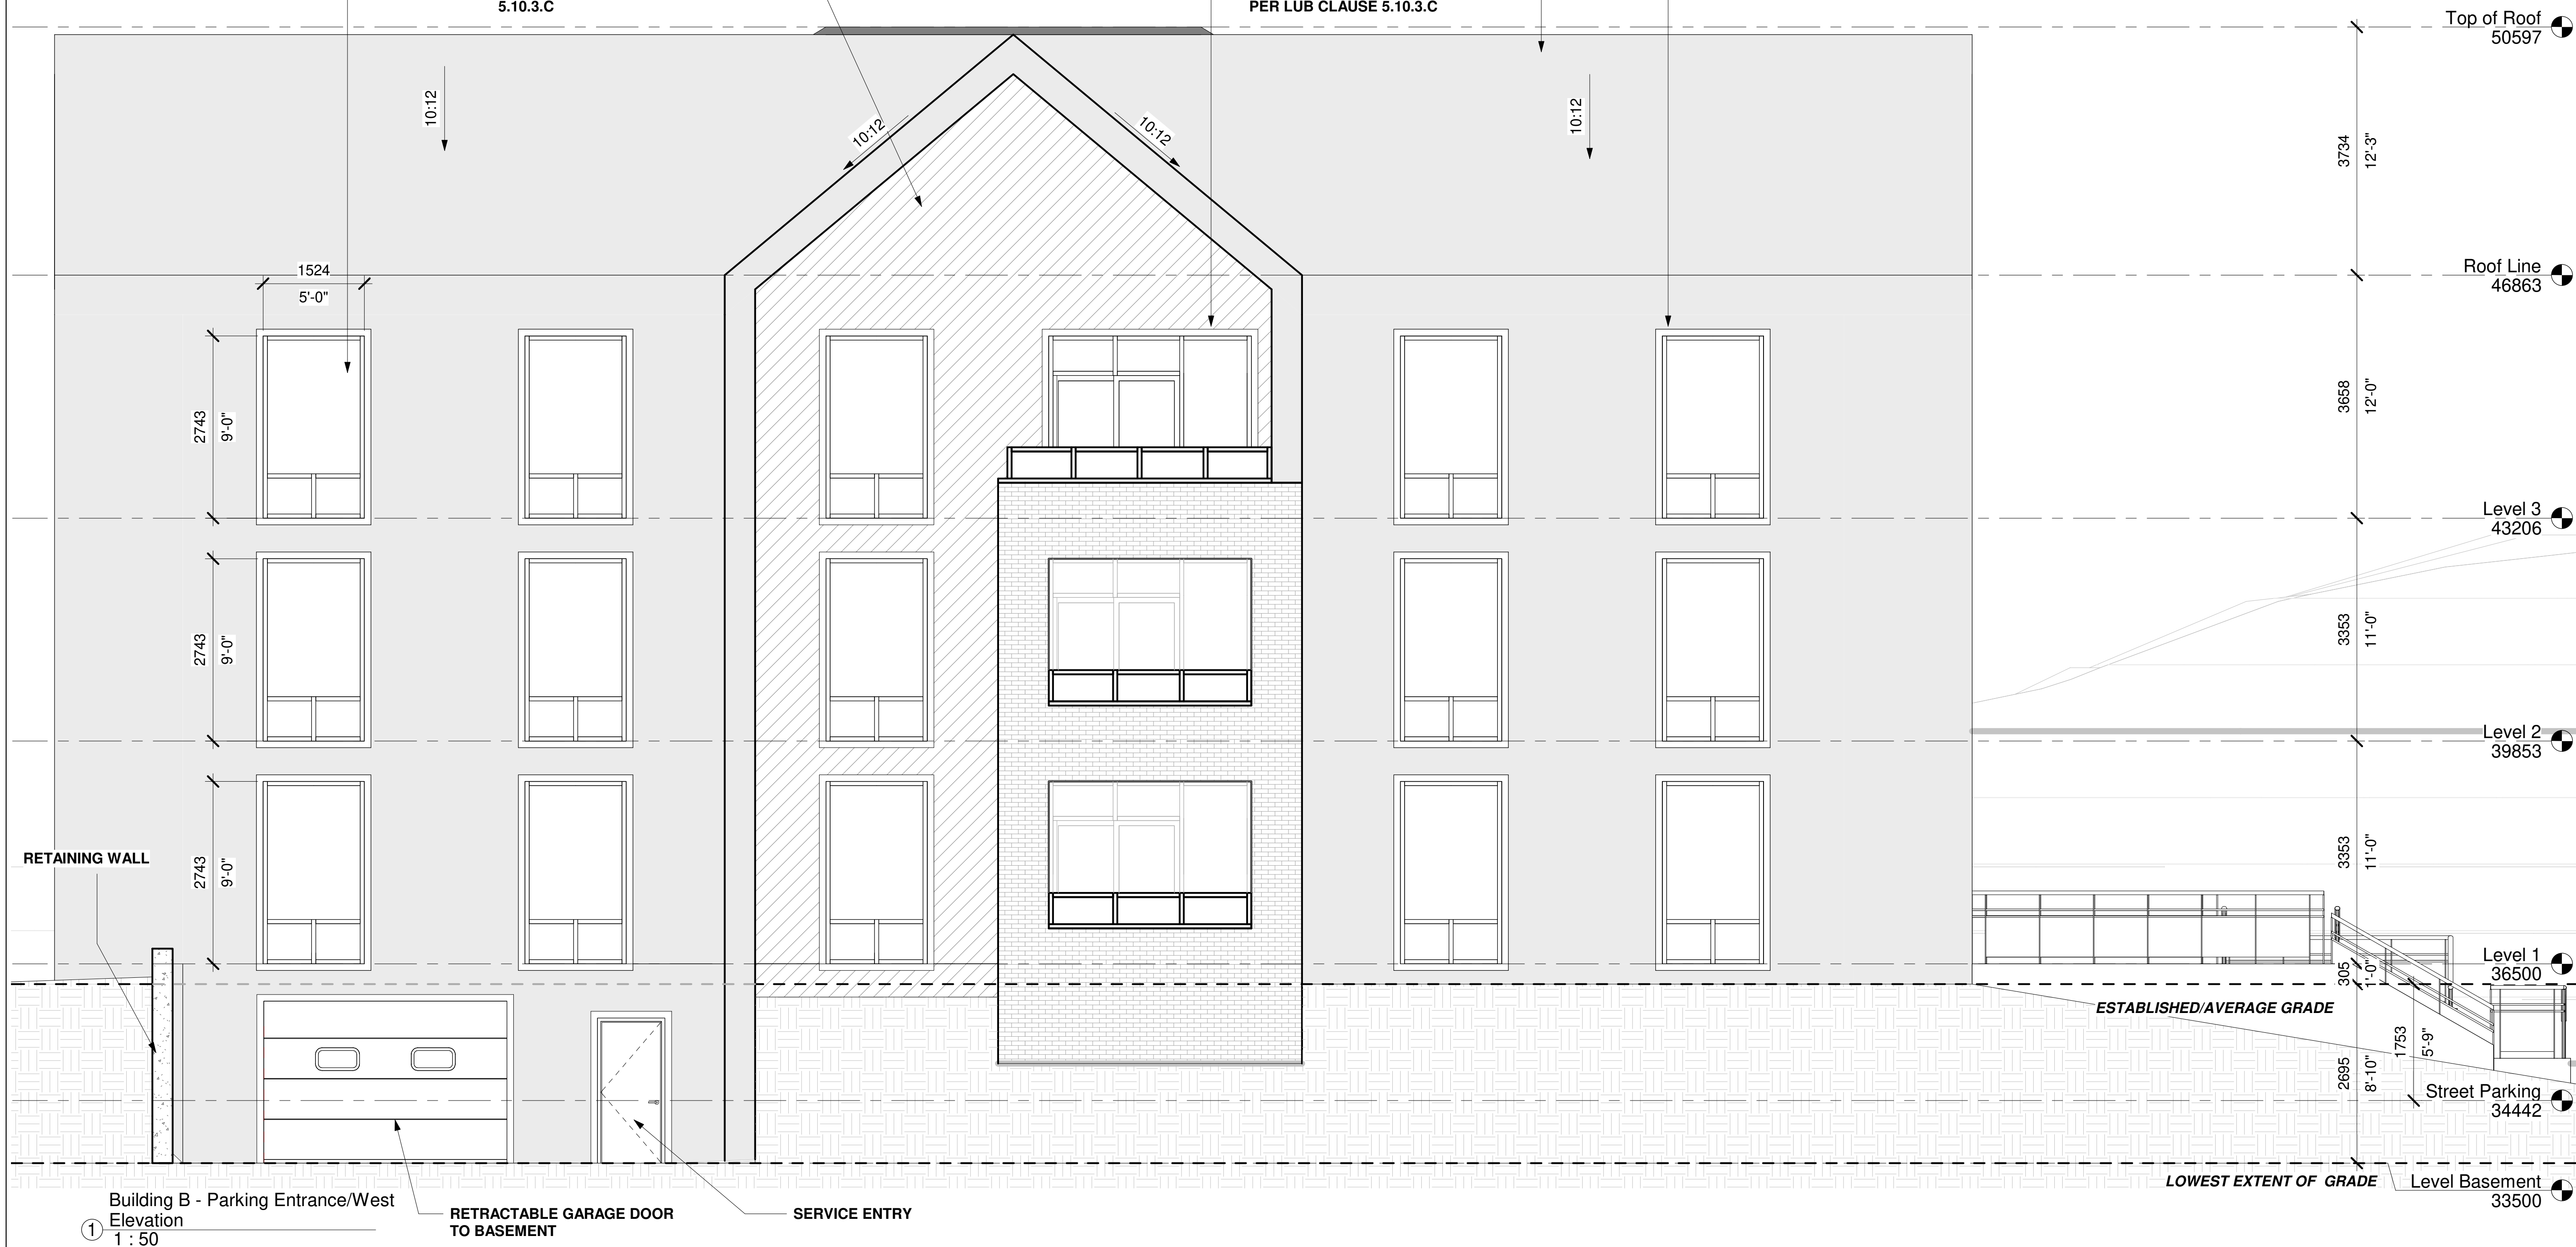 5.10.3.C
PER LUB CLAUSE 5.10.3.C
Top of Roof
50597
10:12
10:12
10:12
10:12
3734
12'-3"
1524
5'-0"
Roof Line
46863
2743
9'-0"
3658
12'-0"
Level 3
43206
2743
9'-0"
3353
11'-0"
Level 2
39853
RETAINING WALL
2743
9'-0"
3353
11'-0"
Level 1
36500
305
1'-0"
ESTABLISHED/AVERAGE GRADE
1753
5'-9"
2695
8'-10"
Street Parking
34442
LOWEST EXTENT OF GRADE
Level Basement
33500
Building B - Parking Entrance/West
Elevation
1
1 : 50
RETRACTABLE GARAGE DOOR
TO BASEMENT
SERVICE ENTRY